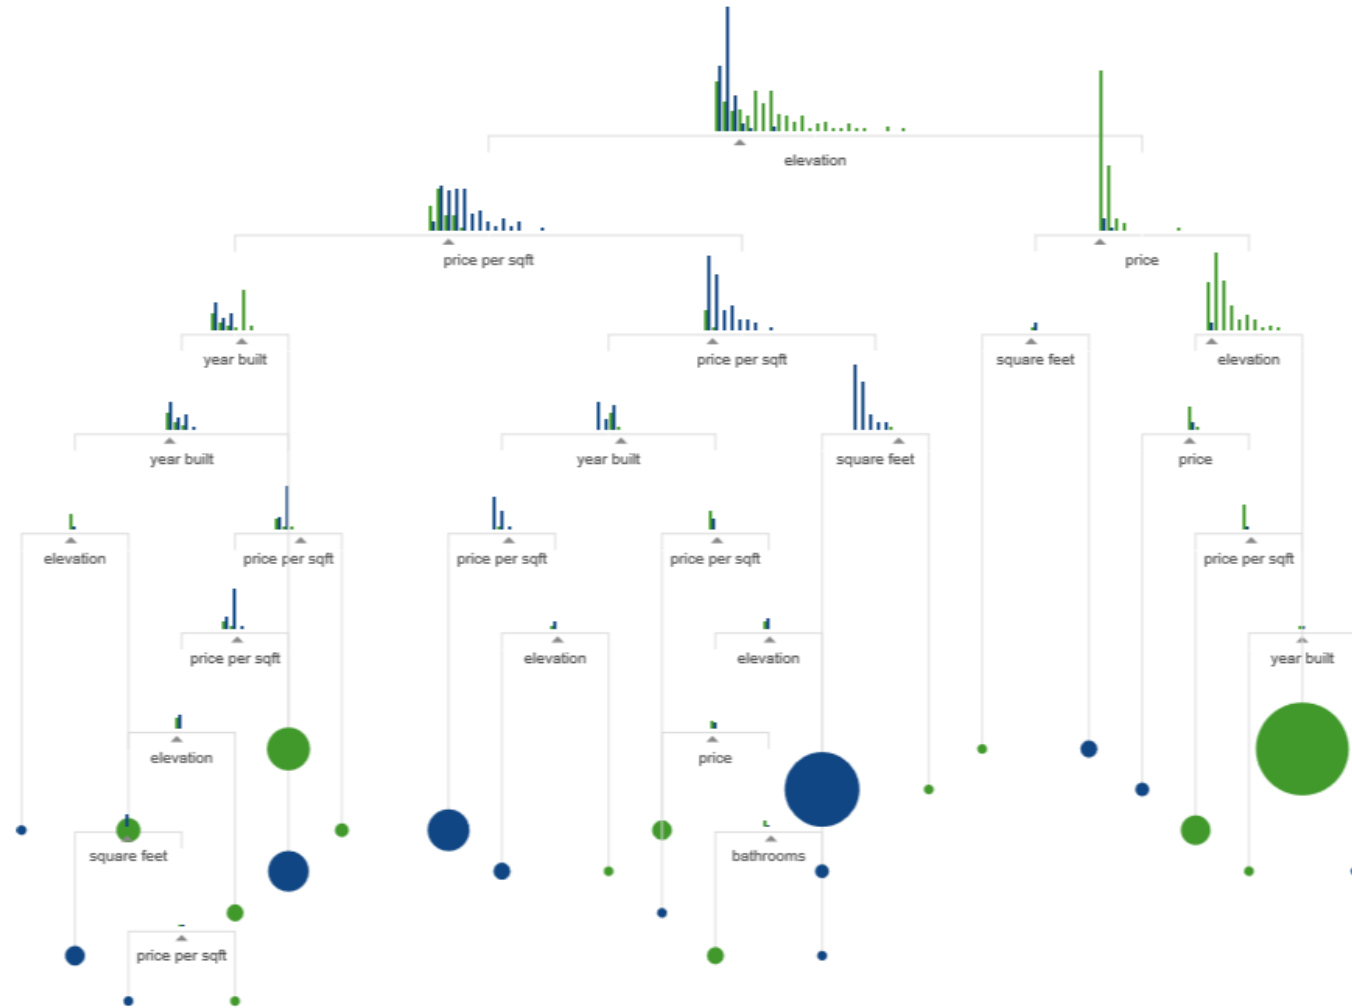 elevation
price per sqft
price
year built
price per sqft
square feet
elevation
year built
year built
square feet
price
elevation
price per sqft
price per sqft
price per sqft
price per sqft
price per sqft
elevation
elevation
year built
elevation
price
square feet
bathrooms
price per sqft